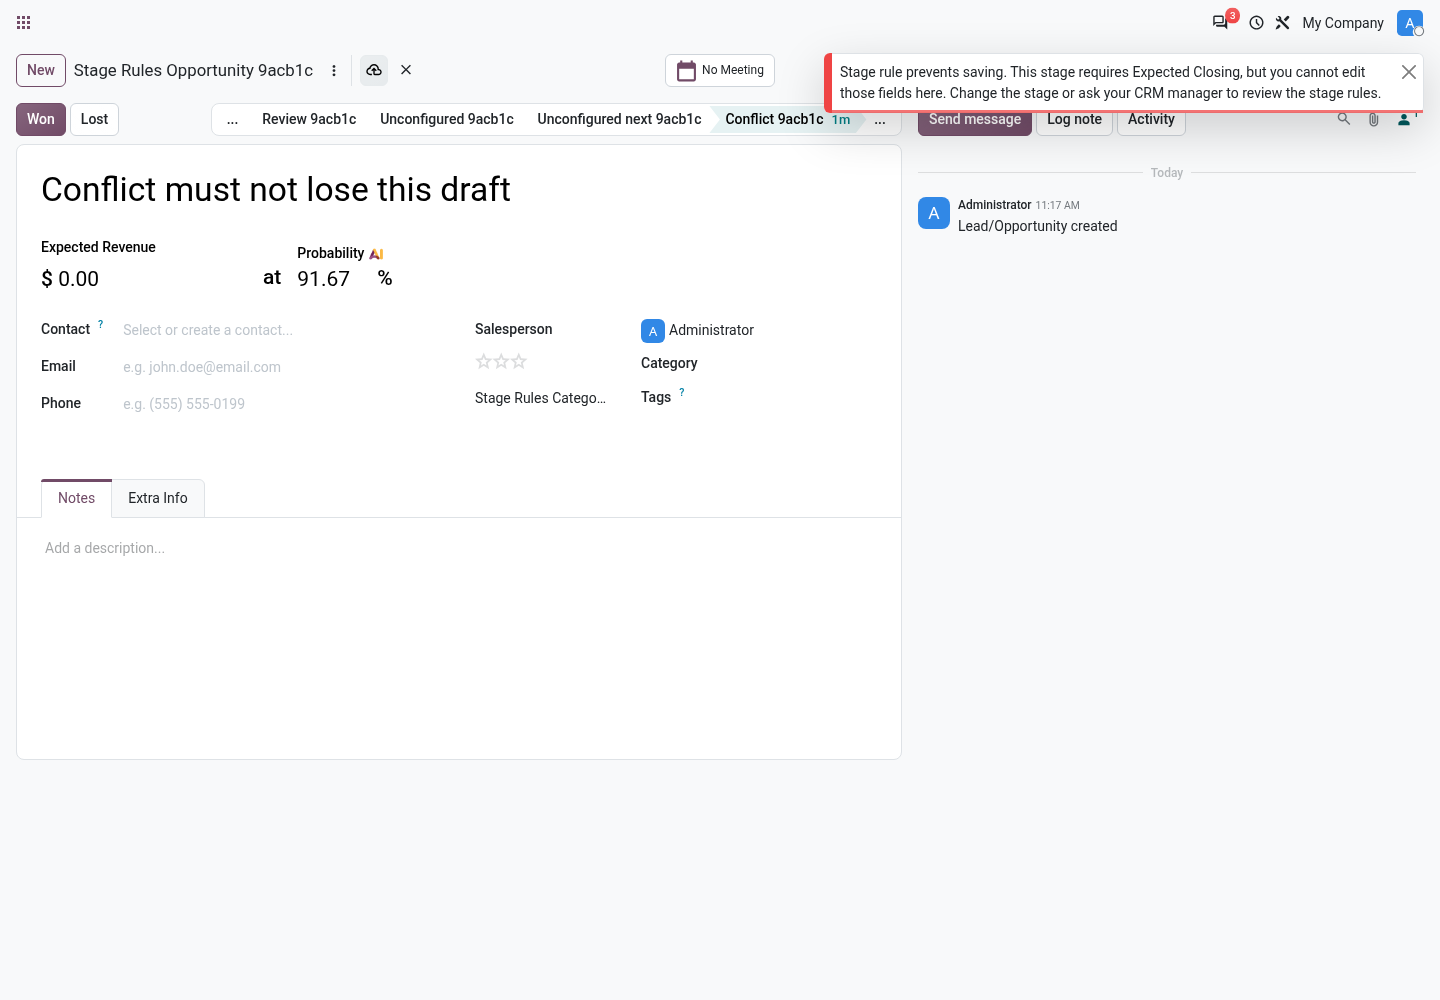 3
My Company
A
New
Stage Rules Opportunity 9acb1c
No Meeting
Stage rule prevents saving. This stage requires Expected Closing, but you cannot edit
those fields here. Change the stage or ask your CRM manager to review the stage rules.
Won
Lost
...
Review 9acb1c
Unconfigured 9acb1c
Unconfigured next 9acb1c
Conflict 9acb1c 1m
...
Send message
Log note
Activity
Conflict must not lose this draft
Today
A
Administrator 11:17 AM
Lead/Opportunity created
Expected Revenue
Probability AI
$ 0.00
at
91.67
%
Contact ?
Select or create a contact...
Salesperson
A
Administrator
Email
e.g. john.doe@email.com
Category
Phone
e.g. (555) 555-0199
Stage Rules Catego...
Tags ?
Notes
Extra Info
Add a description...